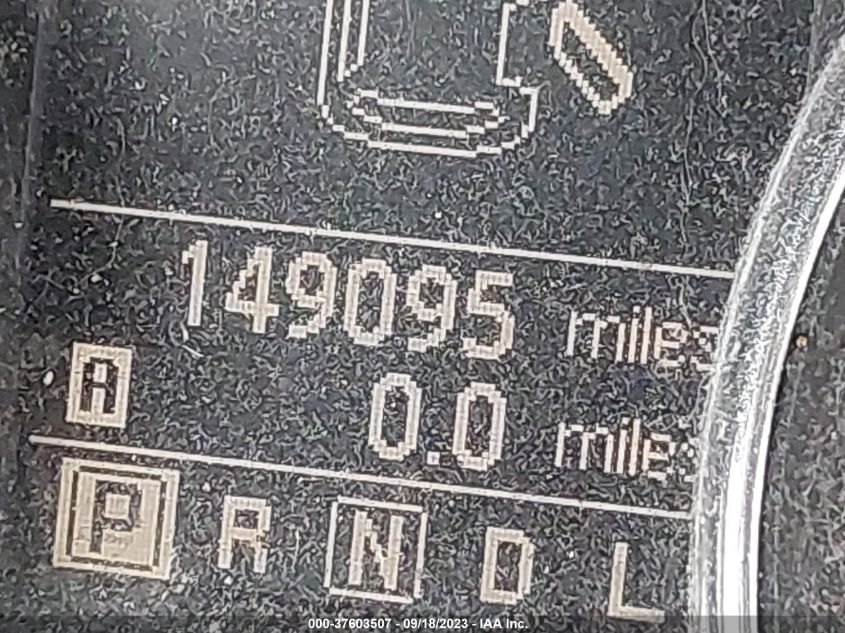 149095 miles
A 0.0 miles
P R N D L
000-37603507 - 09/18/2023 - IAA Inc.